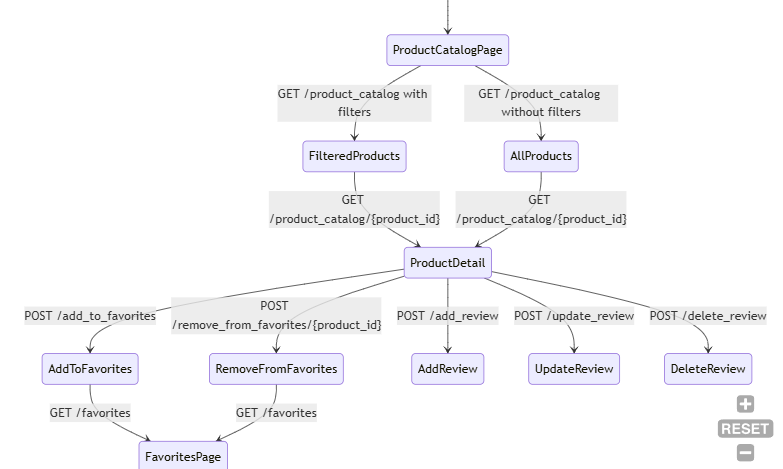 ProductCatalogPage
GET /product_catalog with
filters
GET /product_catalog
without filters
FilteredProducts
AllProducts
GET
/product_catalog/{product_id}
GET
/product_catalog/{product_id}
ProductDetail
POST /add_to_favorites
POST
/remove_from_favorites/{product_id}
POST /add_review
POST /update_review
POST /delete_review
AddToFavorites
RemoveFromFavorites
AddReview
UpdateReview
DeleteReview
GET /favorites
GET /favorites
RESET
FavoritesPage